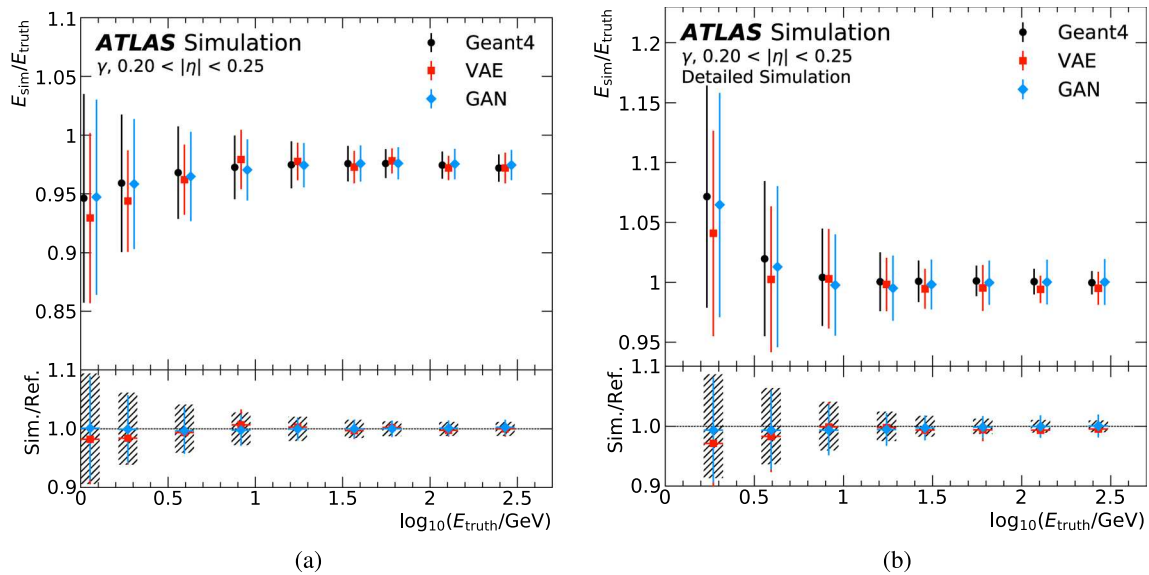 ATLAS Simulation
γ, 0.20 < |η| < 0.25
Geant4
VAE
GAN
E_sim/E_truth
1.1
1.05
1
0.95
0.9
0.85
Sim./Ref.
1.1
1.0
0.9
0 0.5 1 1.5 2 2.5
log₁₀(E_truth/GeV)
(a)
ATLAS Simulation
γ, 0.20 < |η| < 0.25
Detailed Simulation
Geant4
VAE
GAN
E_sim/E_truth
1.2
1.15
1.1
1.05
1
0.95
Sim./Ref.
1.1
1.0
0.9
0 0.5 1 1.5 2 2.5
log₁₀(E_truth/GeV)
(b)